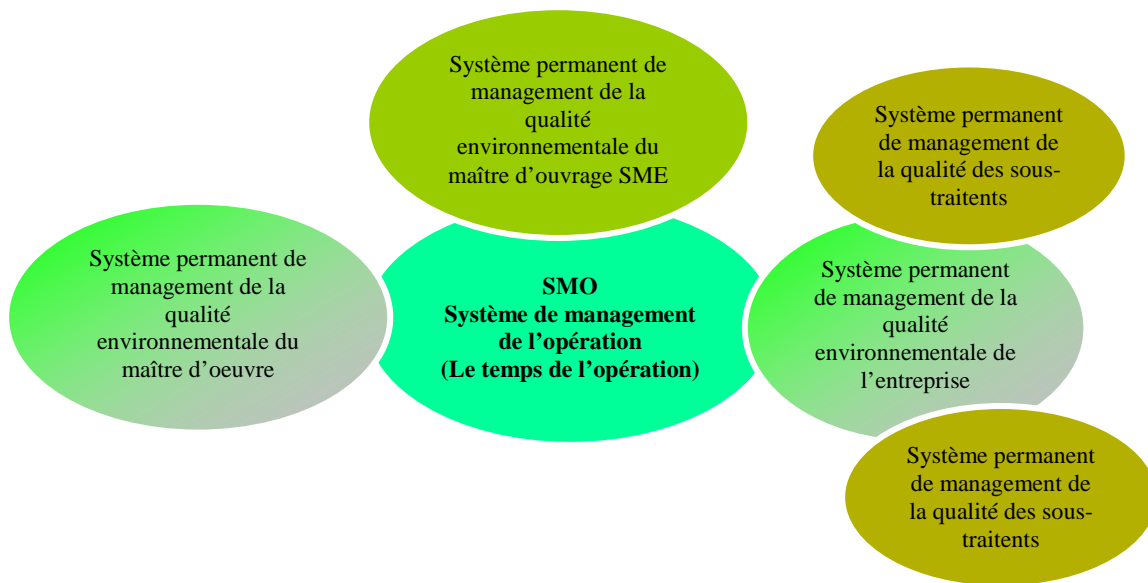 Système permanent de
management de la
qualité
environnementale du
maître d’ouvrage SME
Système permanent
de management de
la qualité des sous-
traitents
Système permanent de
management de la
qualité
environnementale du
maître d’oeuvre
SMO
Système de management
de l’opération
(Le temps de l’opération)
Système permanent
de management de la
qualité
environnementale de
l’entreprise
Système permanent
de management de
la qualité des sous-
traitents